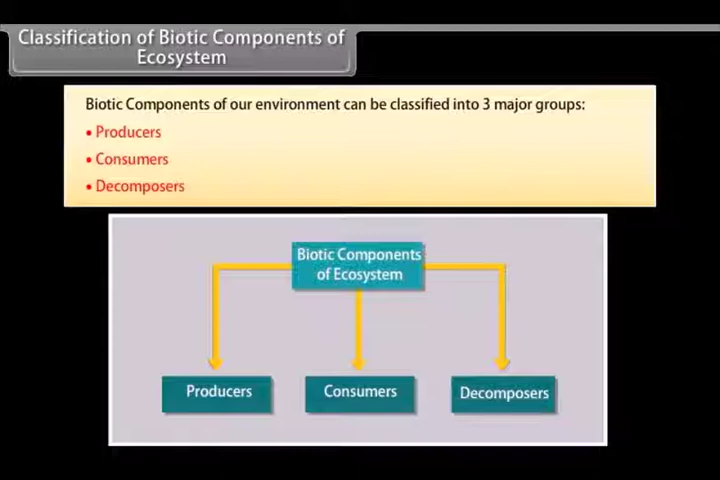 Classification of Biotic Components of
Ecosystem
Biotic Components of our environment can be classified into 3 major groups:
• Producers
• Consumers
• Decomposers
Biotic Components
of Ecosystem
Producers
Consumers
Decomposers